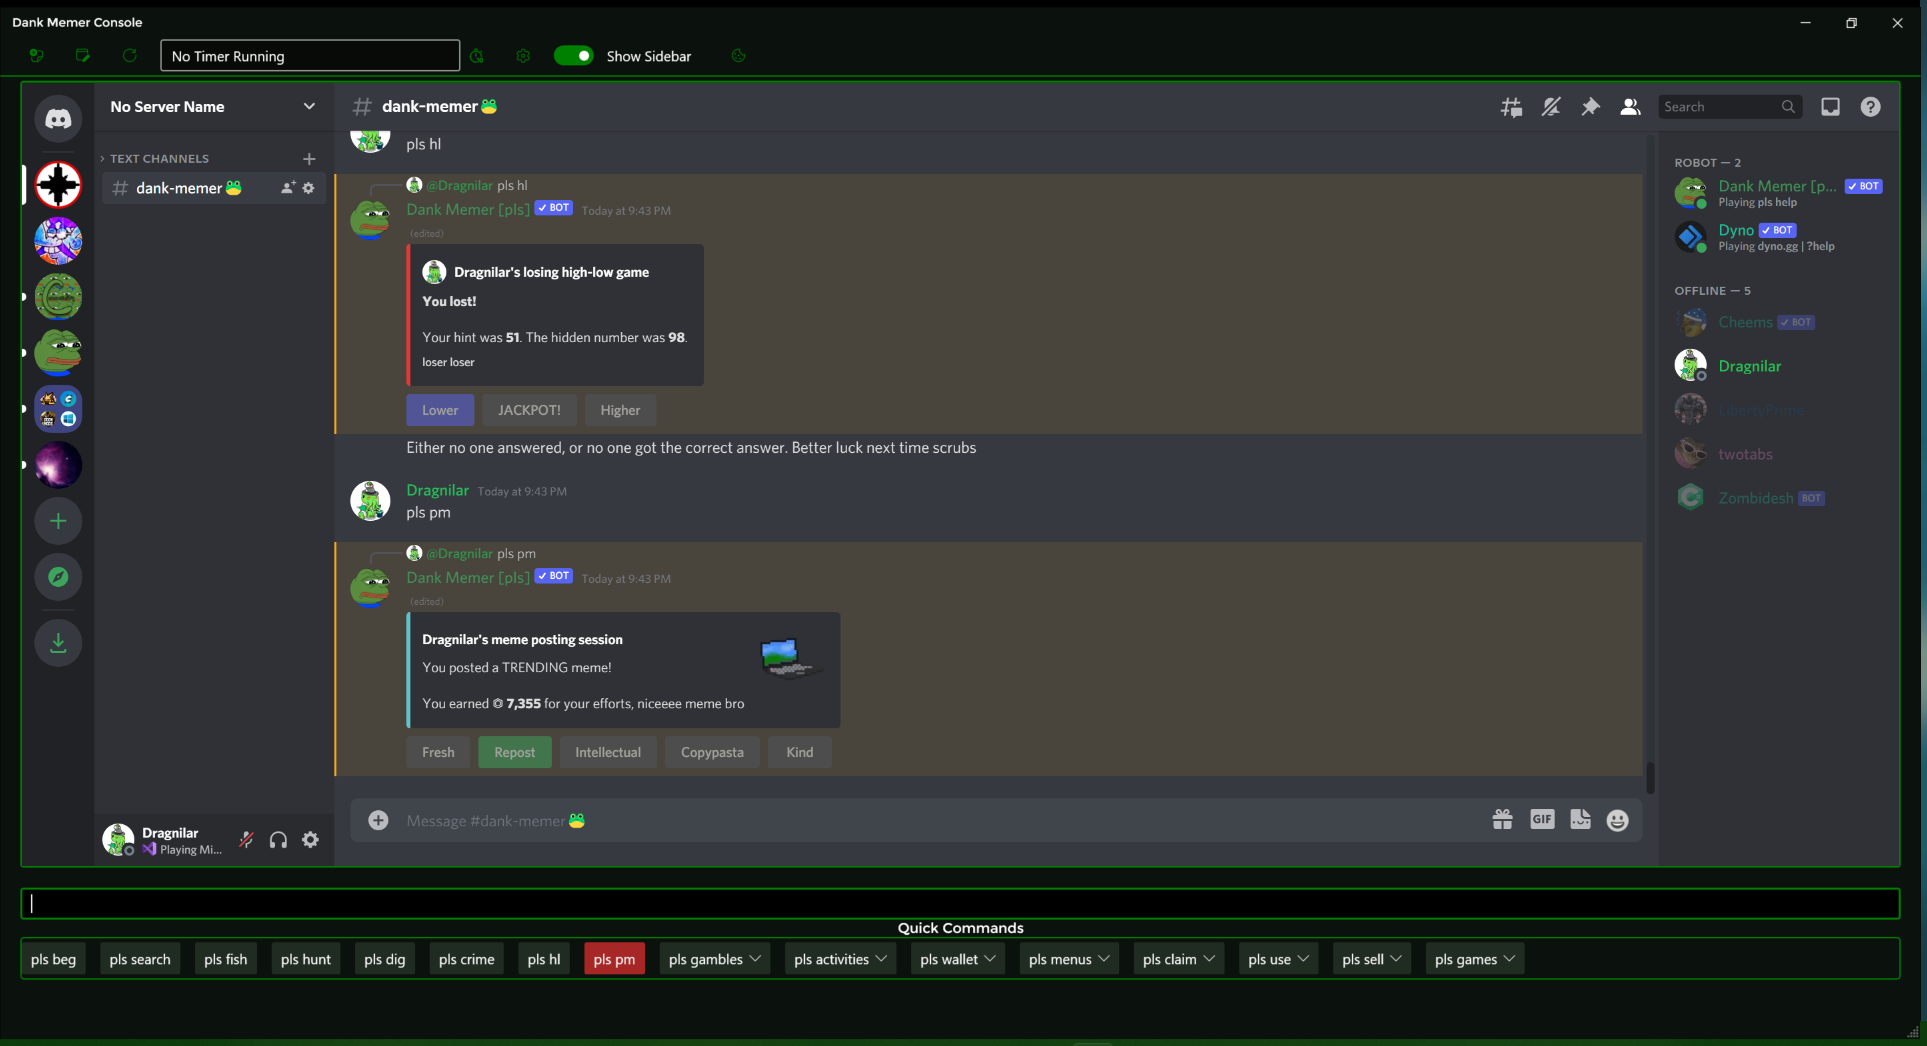 Dank Memer Console
No Timer Running
Show Sidebar
No Server Name
TEXT CHANNELS
dank-memer🐸
Dragnilar
Playing Mi...
# dank-memer🐸
Search
pls hl
@Dragnilar pls hl
Dank Memer [pls] ✓ BOT Today at 9:43 PM
(edited)
Dragnilar's losing high-low game
You lost!
Your hint was 51. The hidden number was 98.
loser loser
Lower JACKPOT! Higher
Either no one answered, or no one got the correct answer. Better luck next time scrubs
Dragnilar Today at 9:43 PM
pls pm
@Dragnilar pls pm
Dank Memer [pls] ✓ BOT Today at 9:43 PM
(edited)
Dragnilar's meme posting session
You posted a TRENDING meme!
You earned ⏣ 7,355 for your efforts, niceeee meme bro
Fresh Repost Intellectual Copypasta Kind
Message #dank-memer🐸
GIF
ROBOT — 2
Dank Memer [p... ✓ BOT
Playing pls help
Dyno ✓ BOT
Playing dyno.gg | ?help
OFFLINE — 5
Cheems ✓ BOT
Dragnilar
LibertyPrime
twotabs
Zombidesh BOT
Quick Commands
pls beg pls search pls fish pls hunt pls dig pls crime pls hl pls pm pls gambles pls activities pls wallet pls menus pls claim pls use pls sell pls games